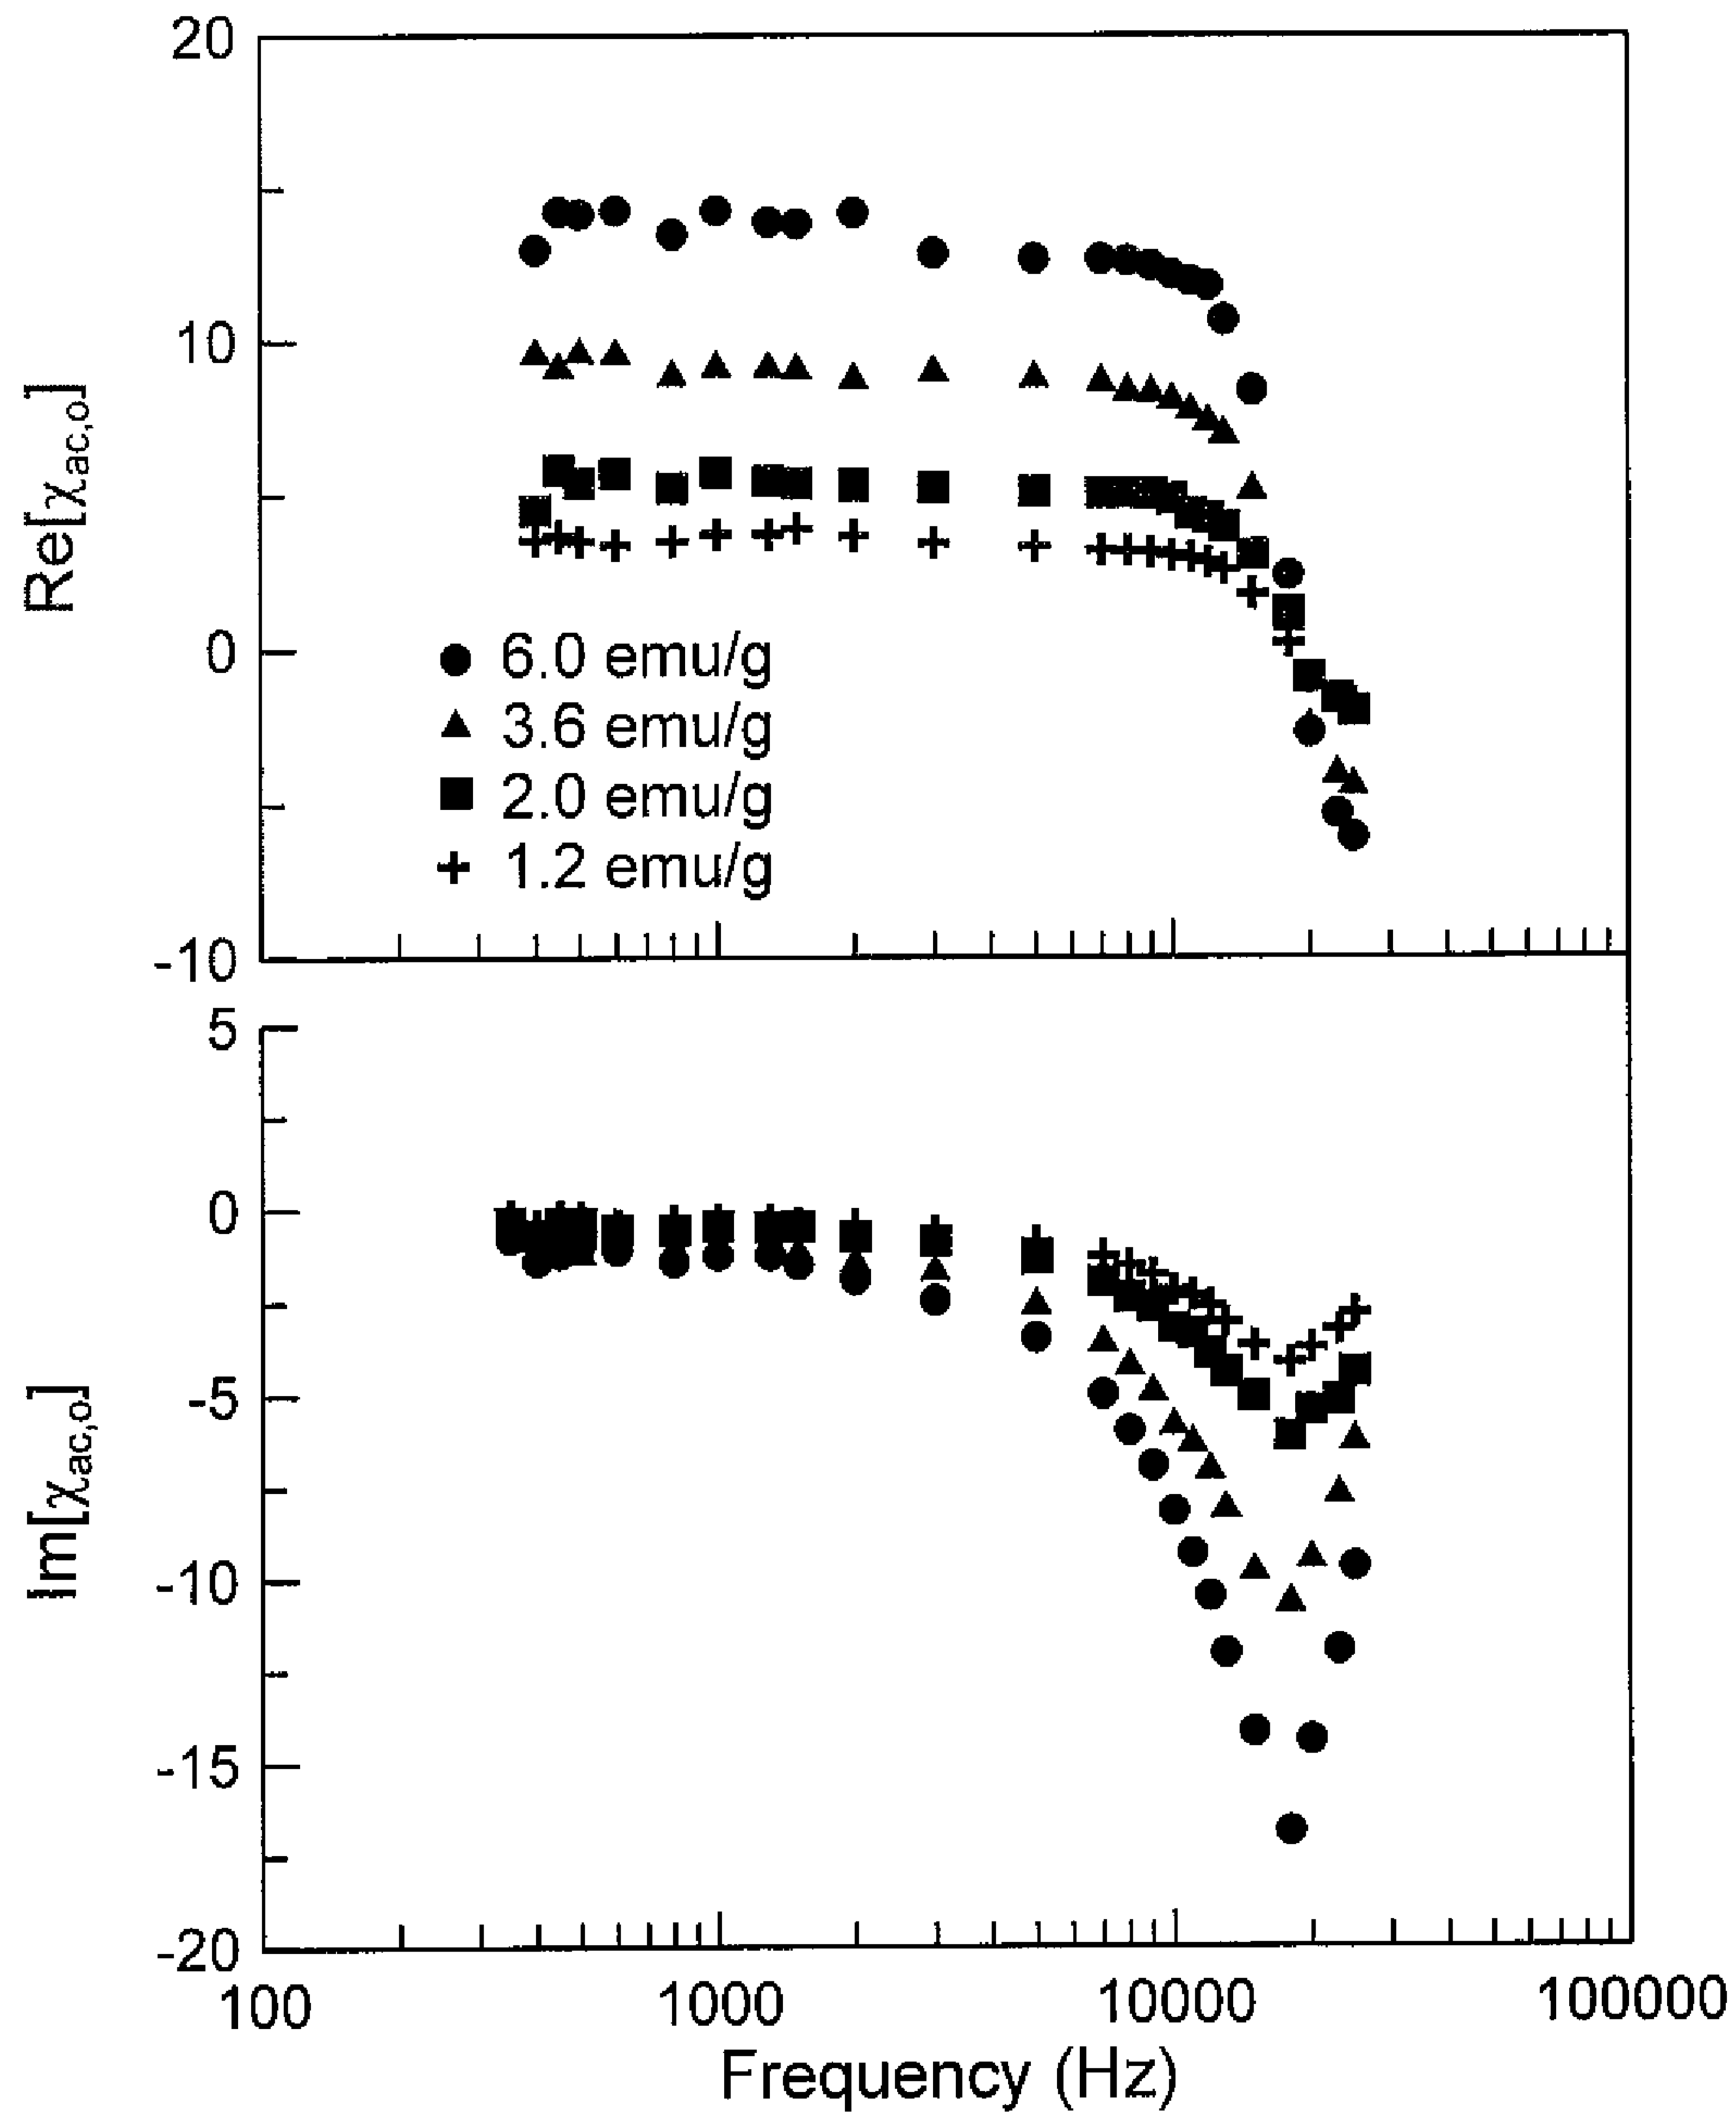 20
10
0
-10
Re[χac,o]
6.0 emu/g
3.6 emu/g
2.0 emu/g
1.2 emu/g
5
0
-5
-10
-15
-20
Im[χac,o]
100
1000
10000
100000
Frequency (Hz)